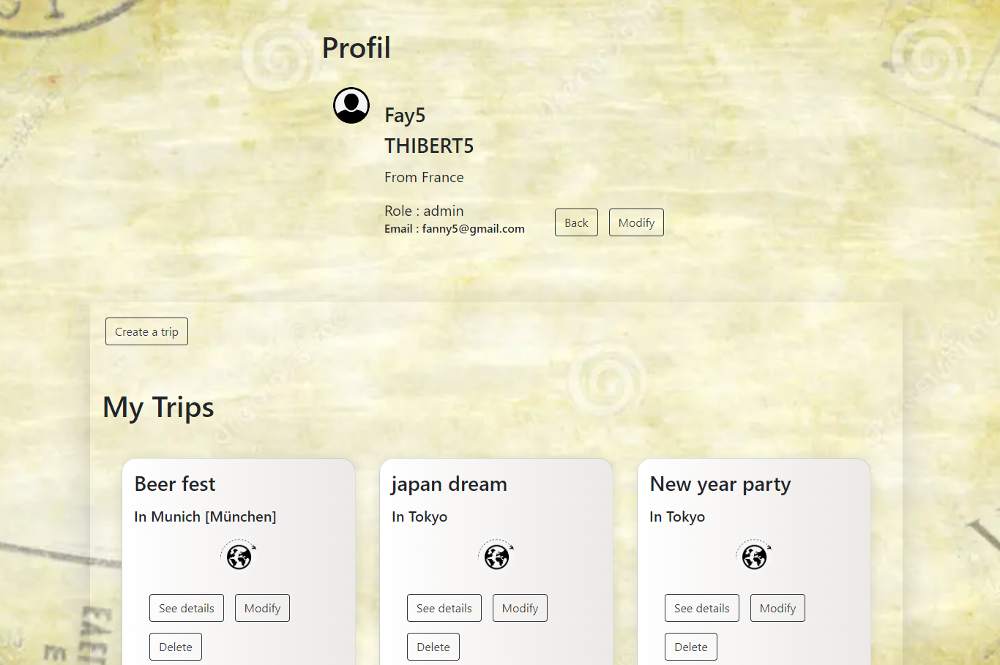 Profil
Fay5
THIBERT5
From France
Role : admin
Email : fanny5@gmail.com
Back
Modify
Create a trip
My Trips
Beer fest
In Munich [München]
See details
Modify
Delete
japan dream
In Tokyo
See details
Modify
Delete
New year party
In Tokyo
See details
Modify
Delete